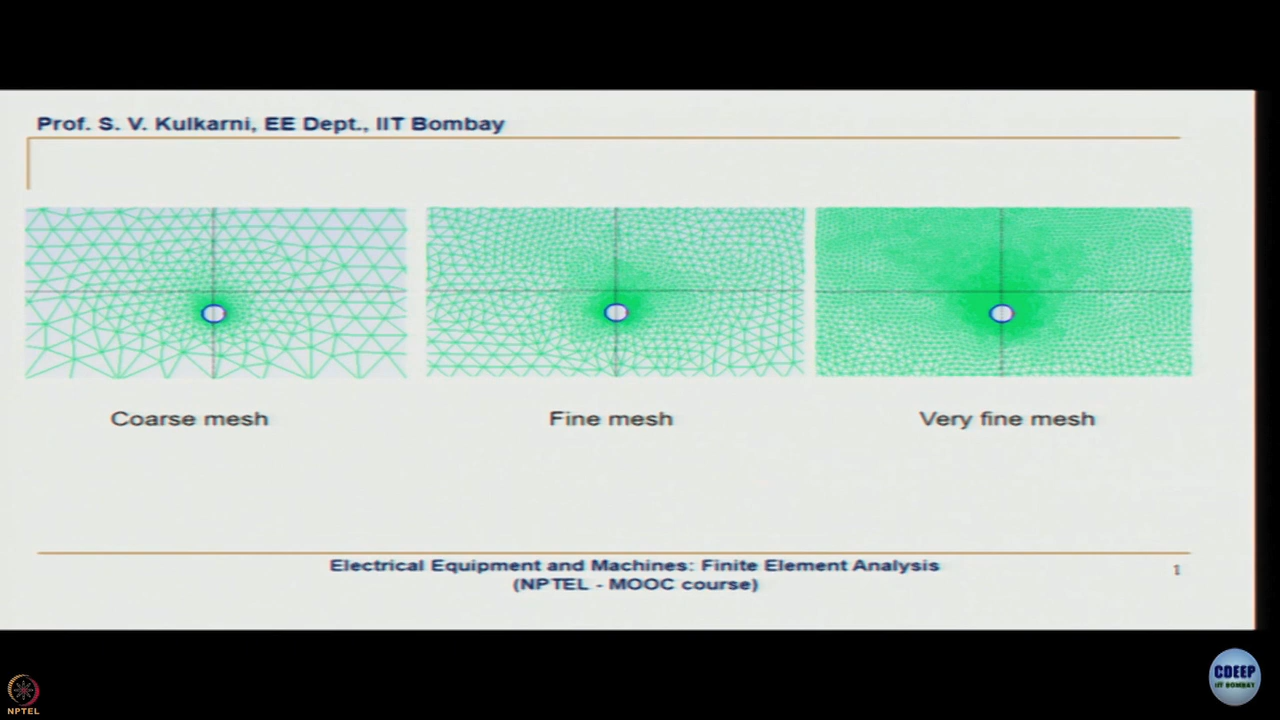 Prof. S. V. Kulkarni, EE Dept., IIT Bombay
Coarse mesh
Fine mesh
Very fine mesh
Electrical Equipment and Machines: Finite Element Analysis
(NPTEL - MOOC course)
1
NPTEL
CDEEP
IIT BOMBAY